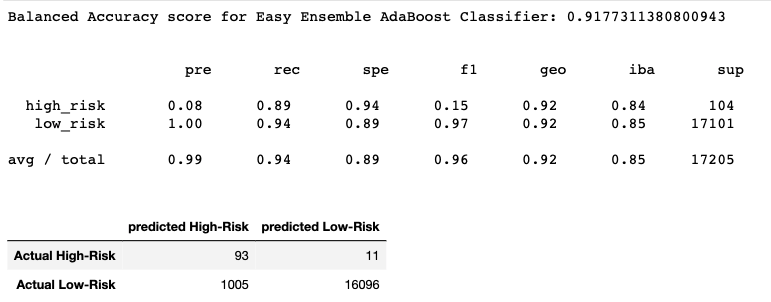 Balanced Accuracy score for Easy Ensemble AdaBoost Classifier: 0.9177311380800943
pre rec spe f1 geo iba sup
high_risk 0.08 0.89 0.94 0.15 0.92 0.84 104
low_risk 1.00 0.94 0.89 0.97 0.92 0.85 17101
avg / total 0.99 0.94 0.89 0.96 0.92 0.85 17205
predicted High-Risk predicted Low-Risk
Actual High-Risk 93 11
Actual Low-Risk 1005 16096